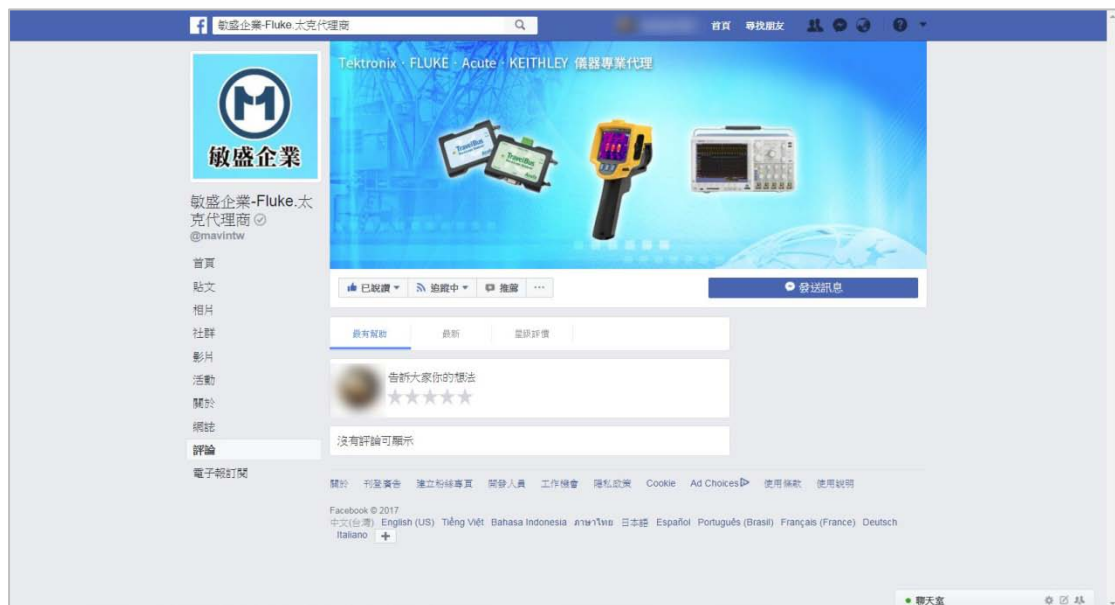 敏盛企業-Fluke.太克代理商
首頁 尋找朋友
Tektronix · FLUKE · Acute · KEITHLEY 儀器專業代理
敏盛企業
TravelBus
TravelBus
Acute
敏盛企業-Fluke.太
克代理商
@mavintw
首頁
貼文
相片
社群
影片
活動
關於
網誌
評論
電子報訂閱
已說讚 追蹤中 推薦 ...
發送訊息
最有幫助 最新 星級評價
告訴大家你的想法
沒有評論可顯示
關於 刊登廣告 建立粉絲專頁 開發人員 工作機會 隱私政策 Cookie Ad Choices 使用條款 使用說明
Facebook © 2017
中文(台灣) English (US) Tiếng Việt Bahasa Indonesia ภาษาไทย 日本語 Español Português (Brasil) Français (France) Deutsch
Italiano
聊天室